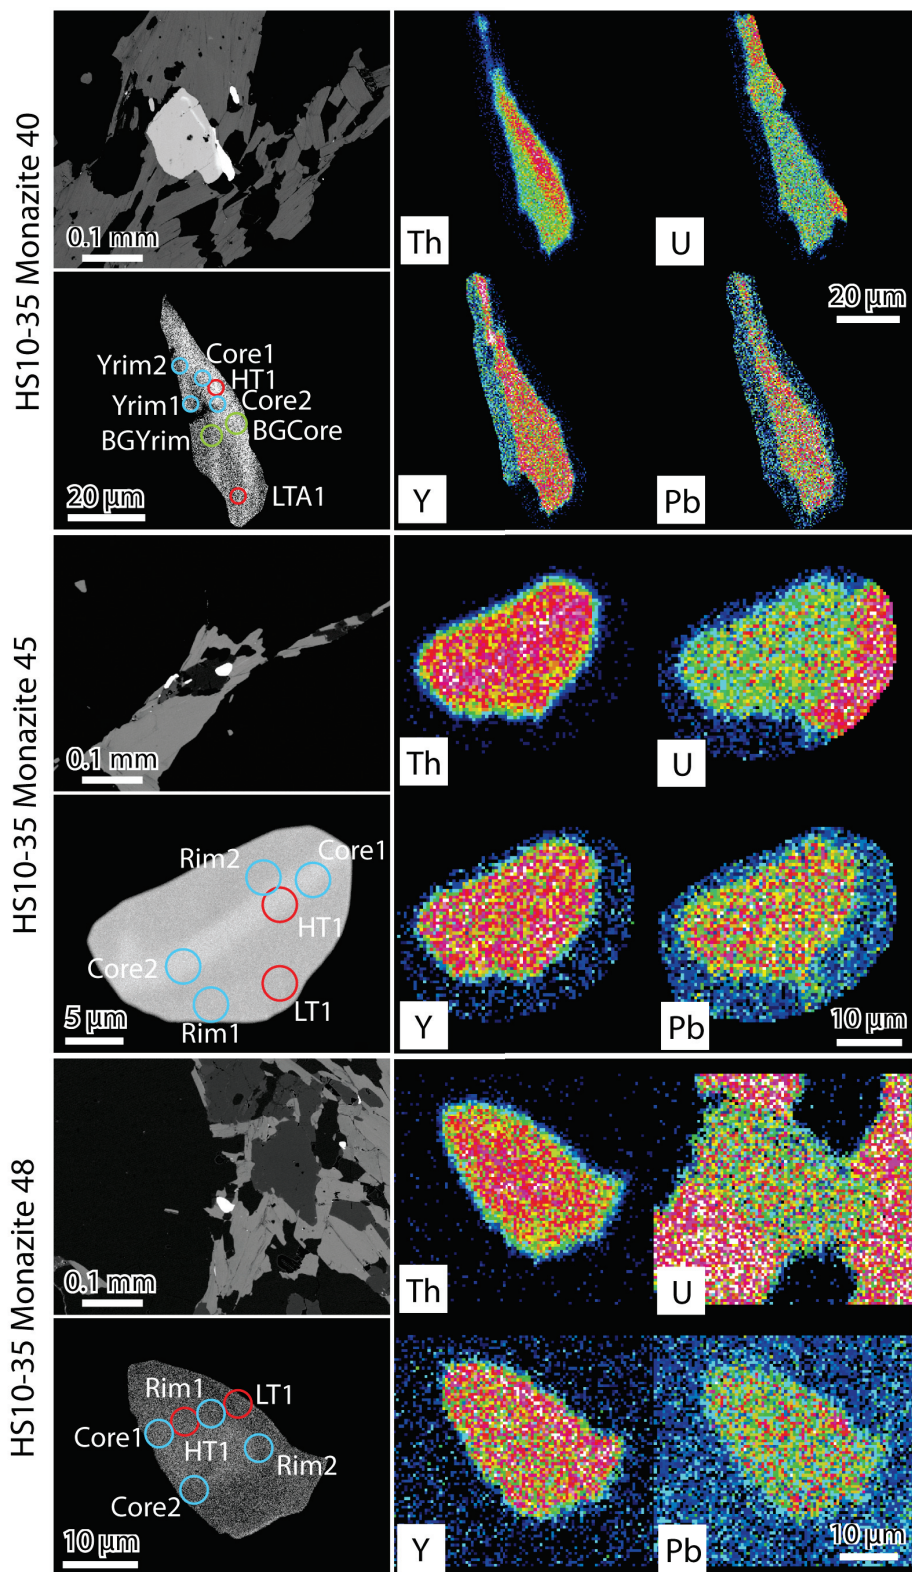 HS10-35 Monazite 40
0.1 mm
Th
U
20 µm
Yrim2
Core1
HT1
Yrim1
Core2
BGYrim
BGCore
LTA1
20 µm
Y
Pb
HS10-35 Monazite 45
0.1 mm
Th
U
Rim2
Core1
HT1
Core2
LT1
Rim1
5 µm
Y
Pb
10 µm
HS10-35 Monazite 48
0.1 mm
Th
U
Rim1
LT1
Core1
HT1
Rim2
Core2
10 µm
Y
Pb
10 µm